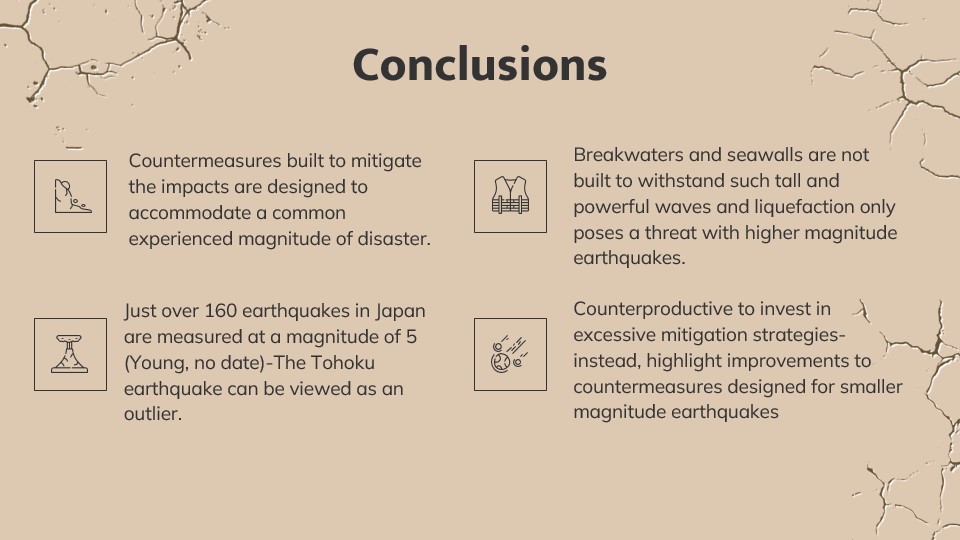 Conclusions
Countermeasures built to mitigate
the impacts are designed to
accommodate a common
experienced magnitude of disaster.
Breakwaters and seawalls are not
built to withstand such tall and
powerful waves and liquefaction only
poses a threat with higher magnitude
earthquakes.
Just over 160 earthquakes in Japan
are measured at a magnitude of 5
(Young, no date)-The Tohoku
earthquake can be viewed as an
outlier.
Counterproductive to invest in
excessive mitigation strategies-
instead, highlight improvements to
countermeasures designed for smaller
magnitude earthquakes